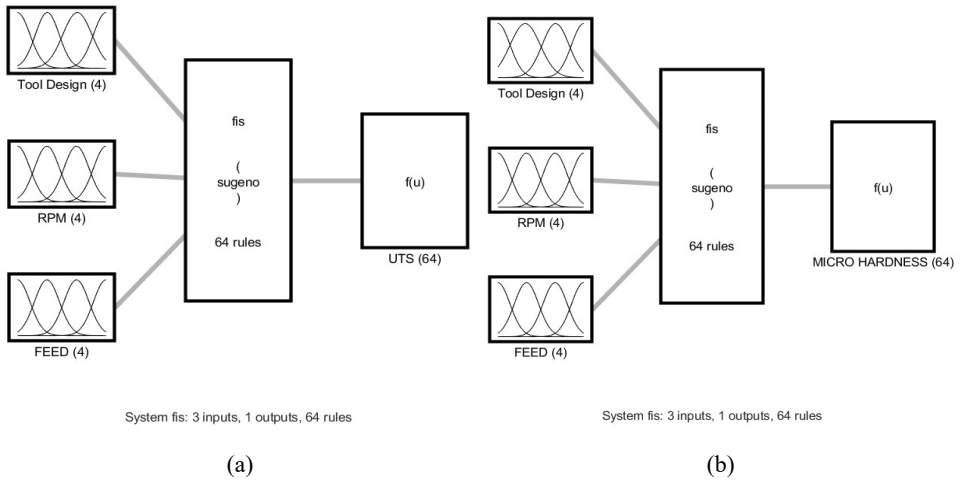 Tool Design (4)
RPM (4)
FEED (4)
fis
(
sugeno
)
64 rules
f(u)
UTS (64)
System fis: 3 inputs, 1 outputs, 64 rules
(a)
Tool Design (4)
RPM (4)
FEED (4)
fis
(
sugeno
)
64 rules
f(u)
MICRO HARDNESS (64)
System fis: 3 inputs, 1 outputs, 64 rules
(b)